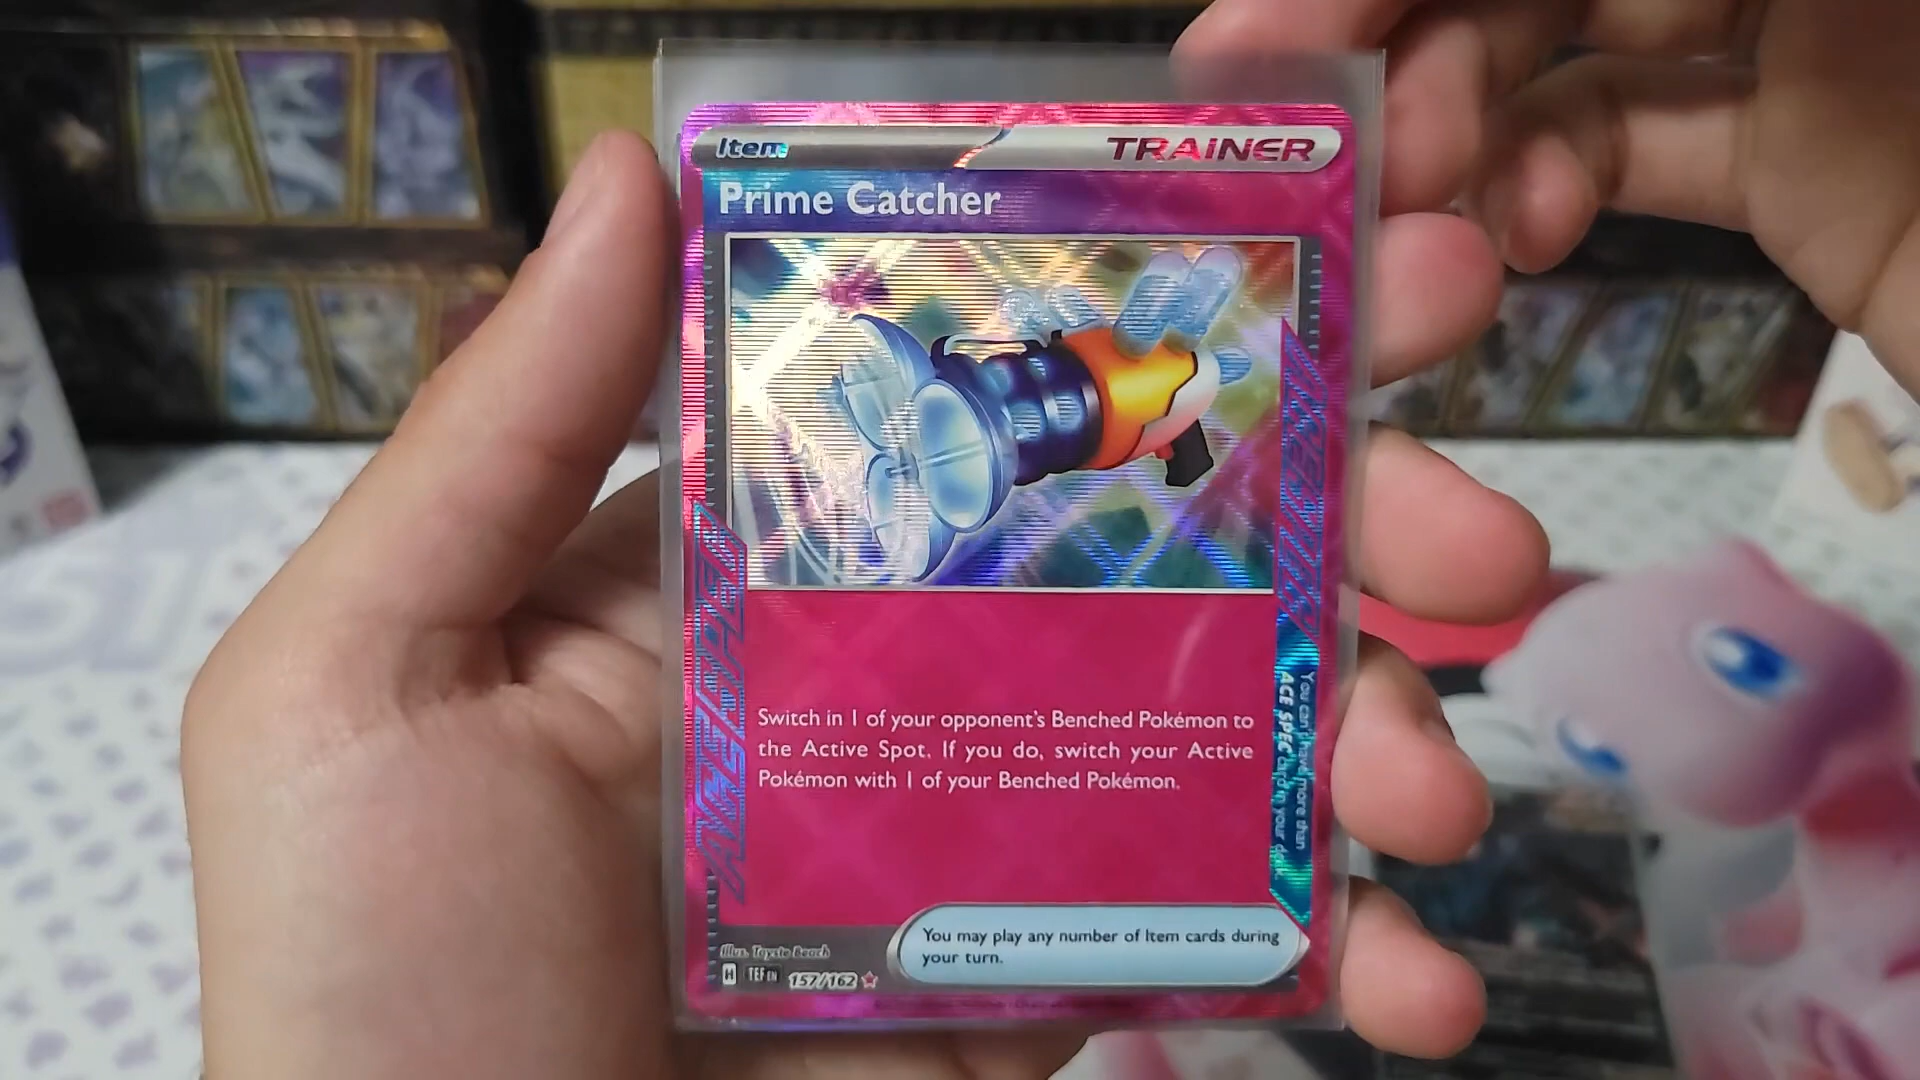 Item
TRAINER
Prime Catcher
ACE SPEC
ACE SPEC
Switch in 1 of your opponent's Benched Pokémon to
the Active Spot. If you do, switch your Active
Pokémon with 1 of your Benched Pokémon.
You can't have more than 1
ACE SPEC card in your deck.
You may play any number of Item cards during
your turn.
Illus. Toyste Beach
H TEF EN 157/162